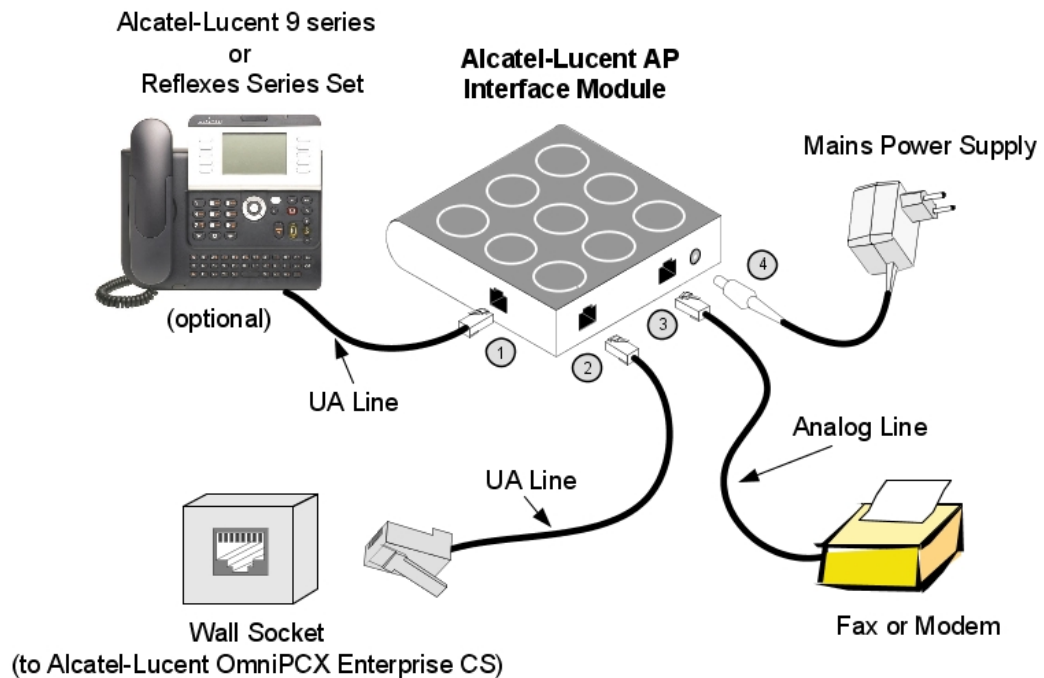 Alcatel-Lucent 9 series
or
Reflexes Series Set
Alcatel-Lucent AP
Interface Module
Mains Power Supply
4
3
(optional)
1
2
UA Line
Analog Line
UA Line
Wall Socket
(to Alcatel-Lucent OmniPCX Enterprise CS)
Fax or Modem